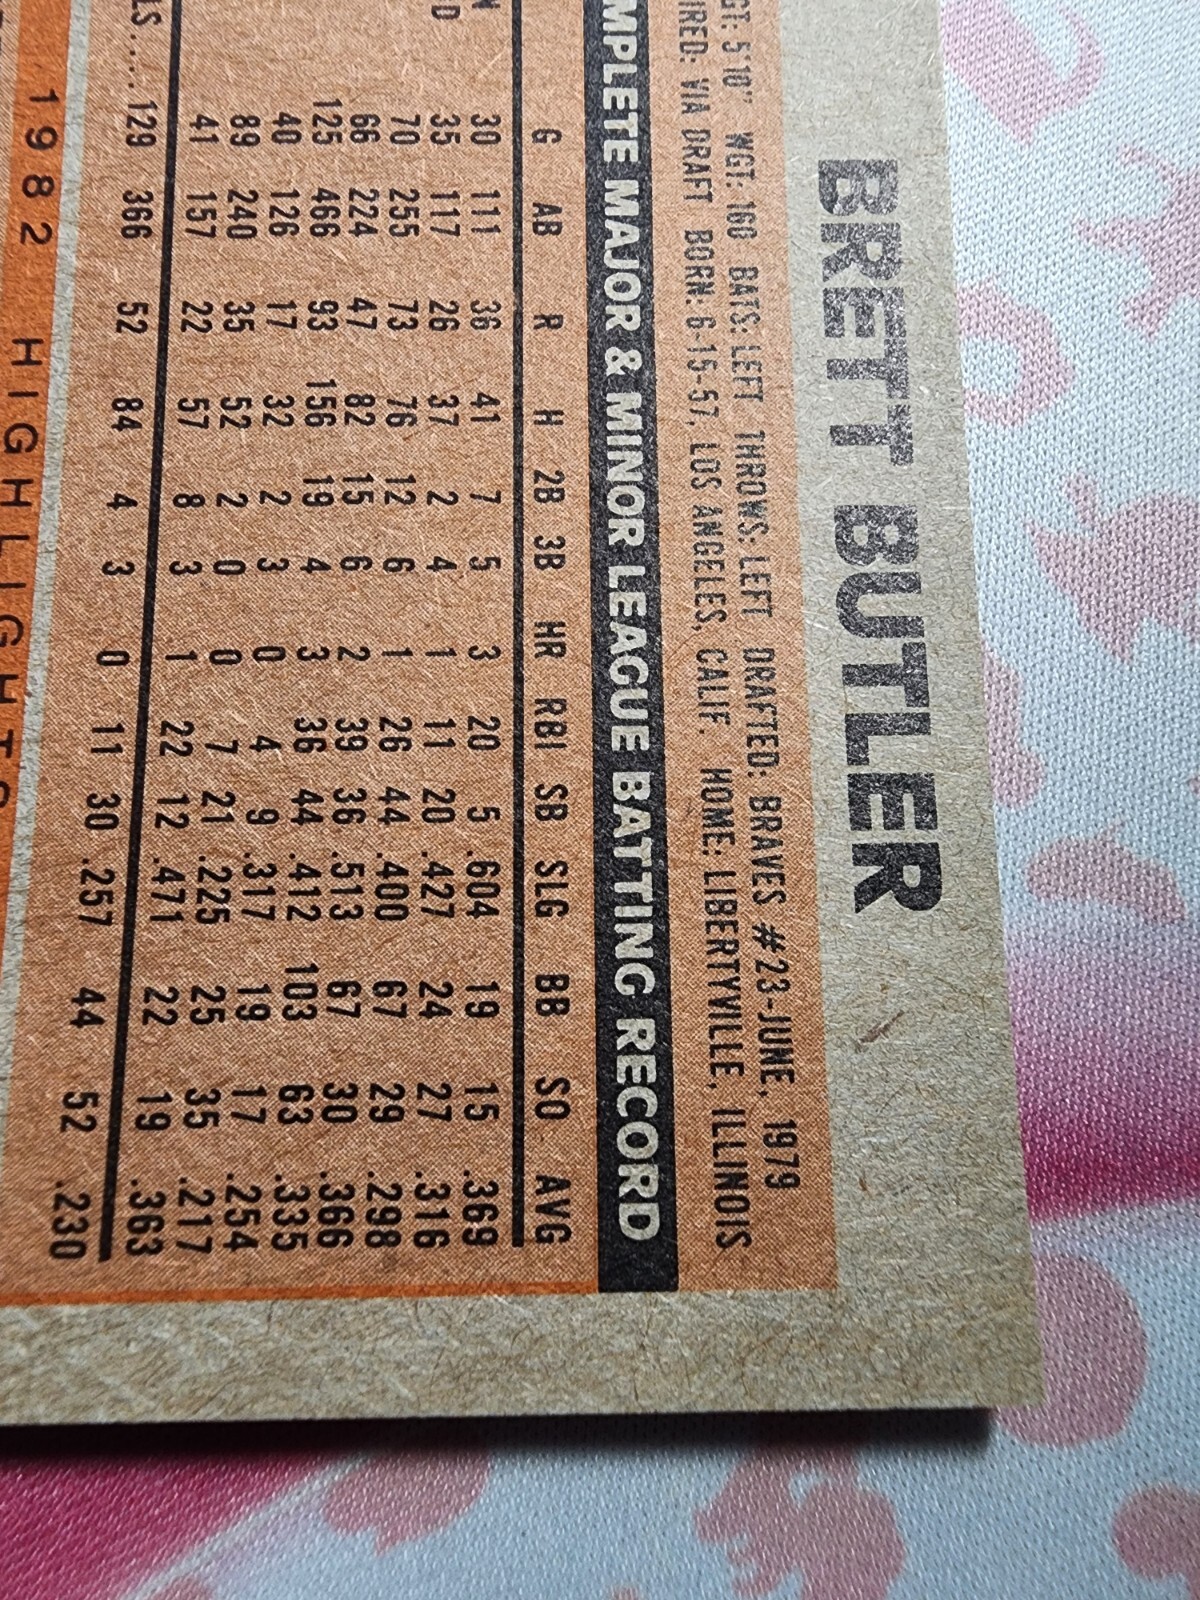 BRETT BUTLER
GT: 5'10" WGT: 160 BATS: LEFT THROWS: LEFT DRAFTED: BRAVES #23-JUNE, 1979
IRED: VIA DRAFT BORN: 6-15-57, LOS ANGELES, CALIF. HOME: LIBERTYVILLE, ILLINOIS
MPLETE MAJOR & MINOR LEAGUE BATTING RECORD
G AB R H 2B 3B HR RBI SB SLG BB SO AVG
N 30 111 36 41 7 5 3 20 5 .604 19 15 .369
D 35 117 26 37 2 4 1 11 20 .427 24 27 .316
70 255 73 76 12 6 1 26 44 .400 67 29 .298
66 224 47 82 15 6 2 39 36 .513 67 30 .366
125 466 93 156 19 4 3 36 44 .412 103 63 .335
40 126 17 32 2 3 0 4 9 .317 19 17 .254
89 240 35 52 2 0 0 7 21 .225 25 35 .217
41 157 22 57 8 3 1 22 12 .471 22 19 .363
LS.....129 366 52 84 4 3 0 11 30 .257 44 52 .230
1982 HIGHLIGHTS